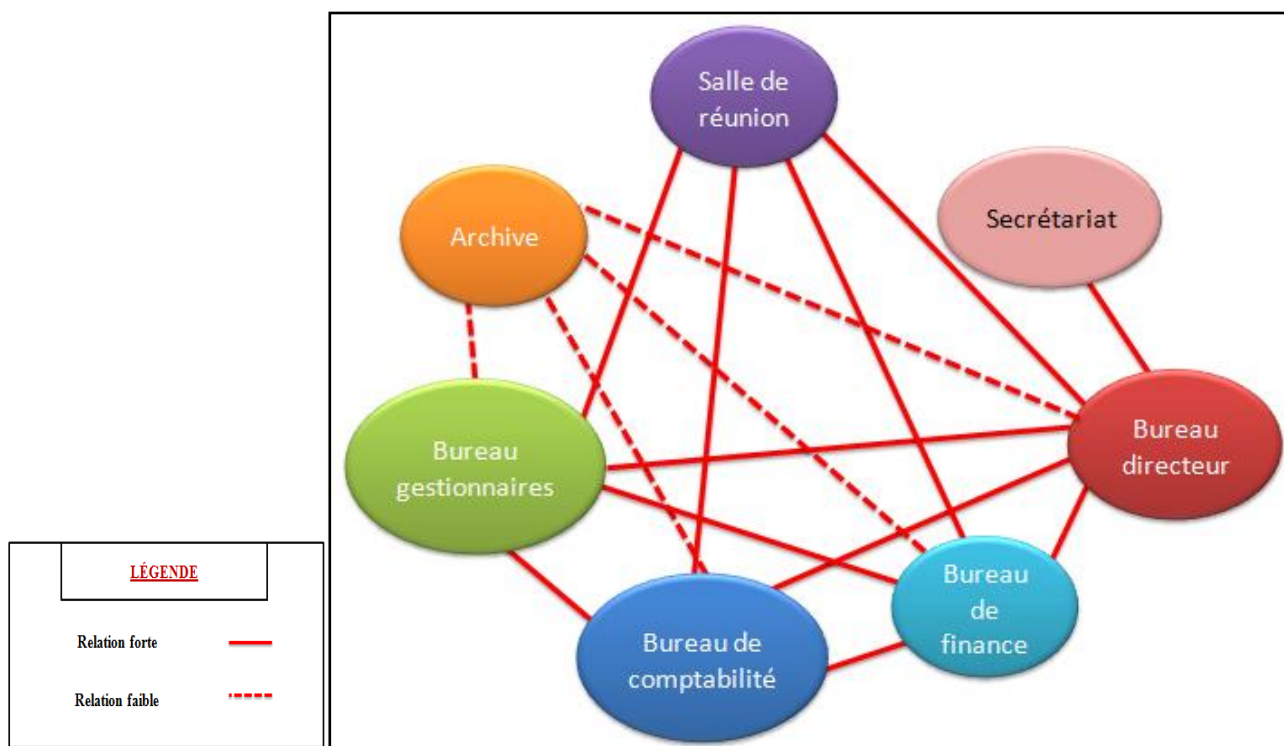 Salle de
réunion
Archive
Secrétariat
Bureau
gestionnaires
Bureau
directeur
Bureau
de
finance
Bureau de
comptabilité
LÉGENDE
Relation forte
Relation faible